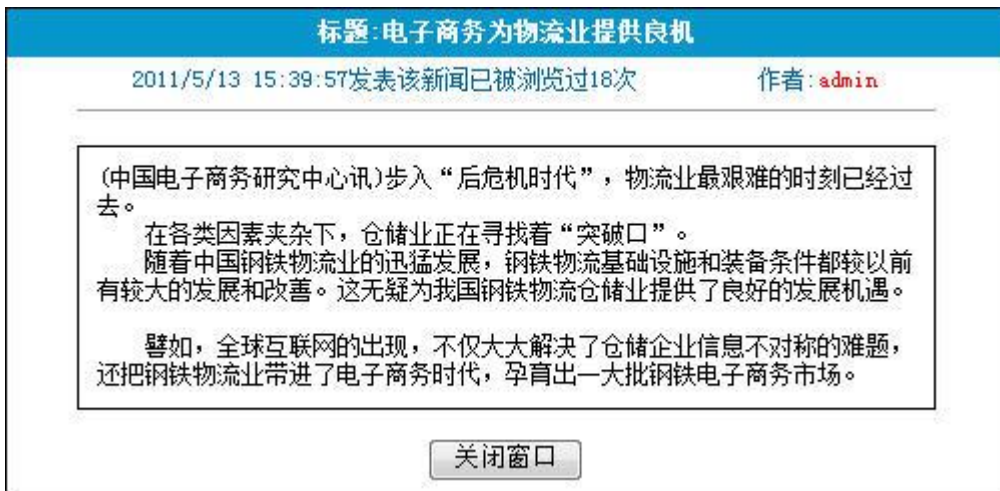 标题:电子商务为物流业提供良机
2011/5/13 15:39:57发表该新闻已被浏览过18次 作者:admin
(中国电子商务研究中心讯)步入“后危机时代”，物流业最艰难的时刻已经过
去。
在各类因素夹杂下，仓储业正在寻找着“突破口”。
随着中国钢铁物流业的迅猛发展，钢铁物流基础设施和装备条件都较以前
有较大的发展和改善。这无疑为我国钢铁物流仓储业提供了良好的发展机遇。
譬如，全球互联网的出现，不仅大大解决了仓储企业信息不对称的难题，
还把钢铁物流业带进了电子商务时代，孕育出一大批钢铁电子商务市场。
关闭窗口